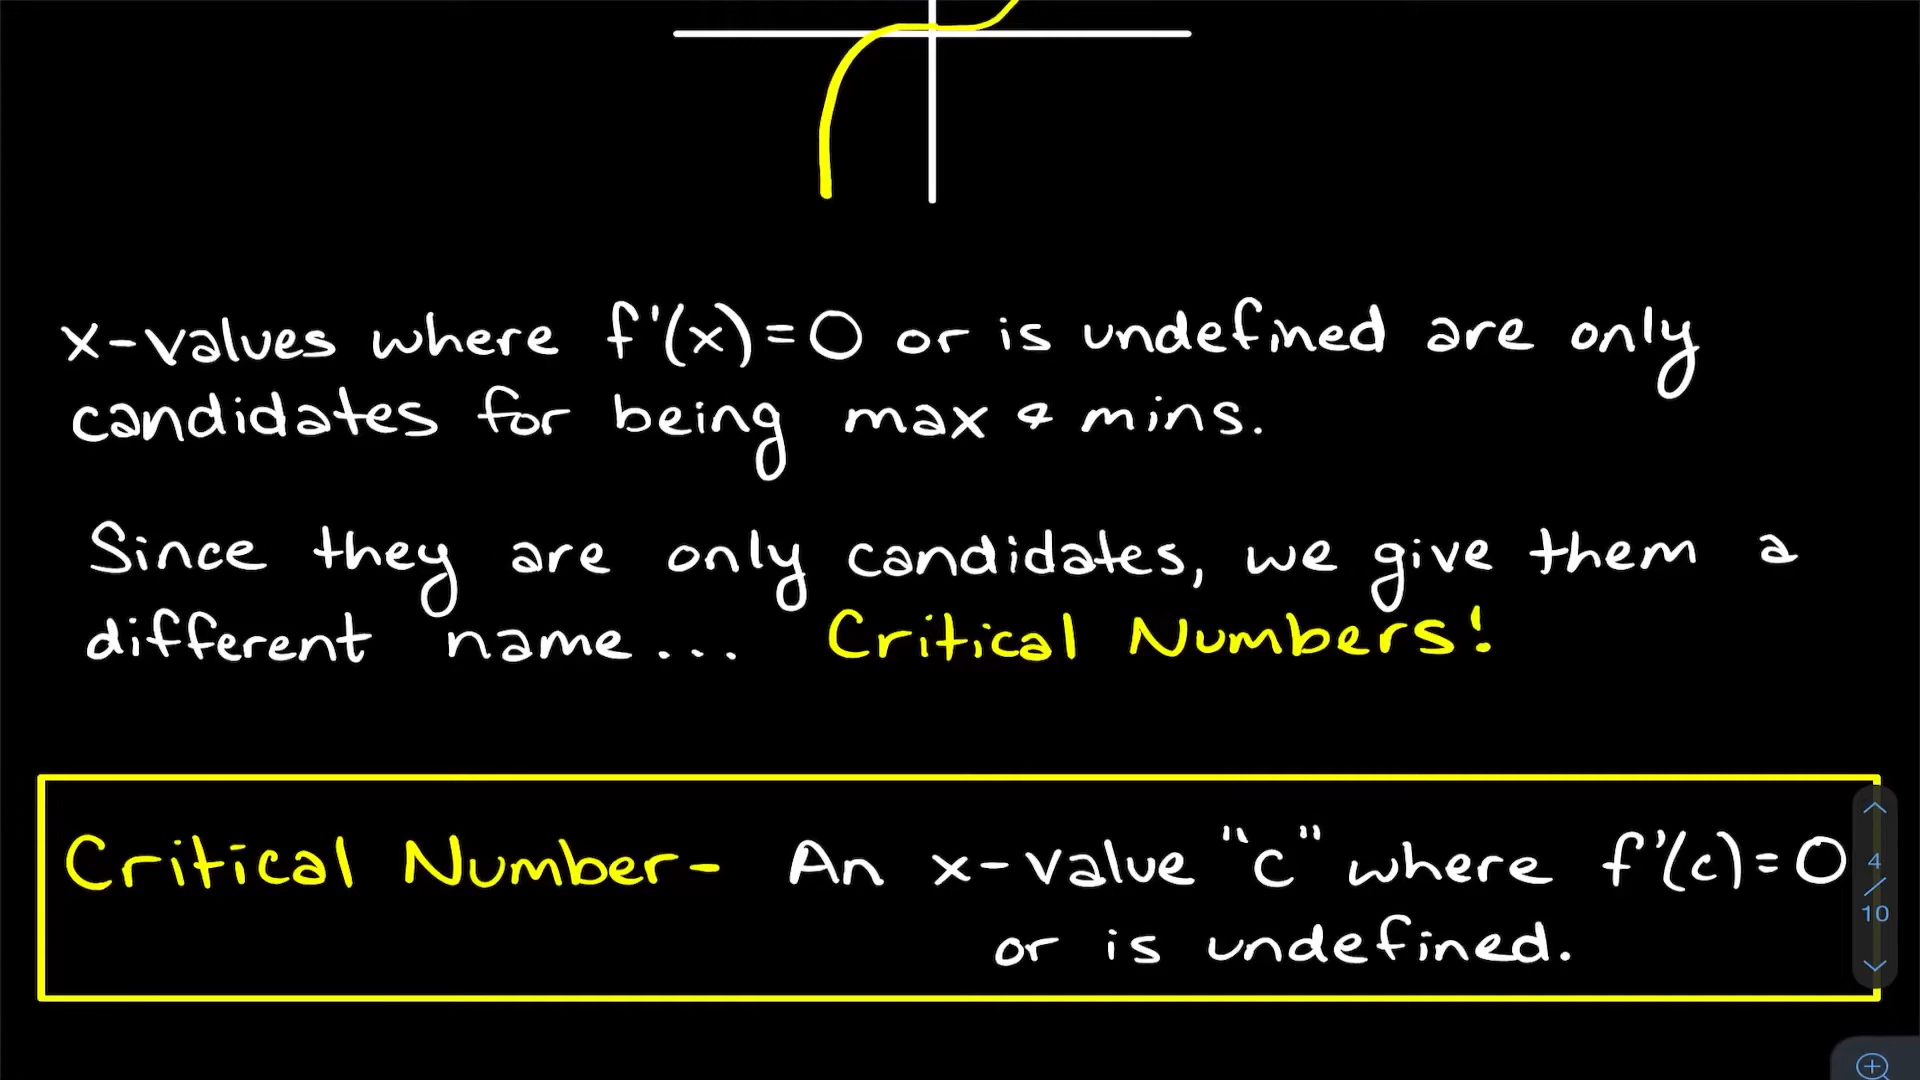 x-values where f'(x)=0 or is undefined are only
candidates for being max & mins.
Since they are only candidates, we give them a
different name... Critical Numbers!
Critical Number- An x-value "c" where f'(c)=0
or is undefined.
4
/
10